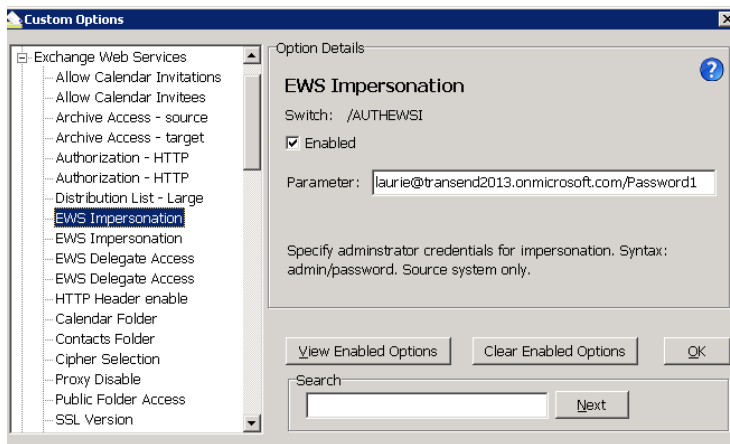 Custom Options
Exchange Web Services
Allow Calendar Invitations
Allow Calendar Invitees
Archive Access - source
Archive Access - target
Authorization - HTTP
Authorization - HTTP
Distribution List - Large
EWS Impersonation
EWS Impersonation
EWS Delegate Access
EWS Delegate Access
HTTP Header enable
Calendar Folder
Contacts Folder
Cipher Selection
Proxy Disable
Public Folder Access
SSL Version
Option Details
?
EWS Impersonation
Switch: /AUTHEWSI
Enabled
Parameter: laurie@transend2013.onmicrosoft.com/Password1
Specify adminstrator credentials for impersonation. Syntax:
admin/password. Source system only.
View Enabled Options
Clear Enabled Options
OK
Search
Next